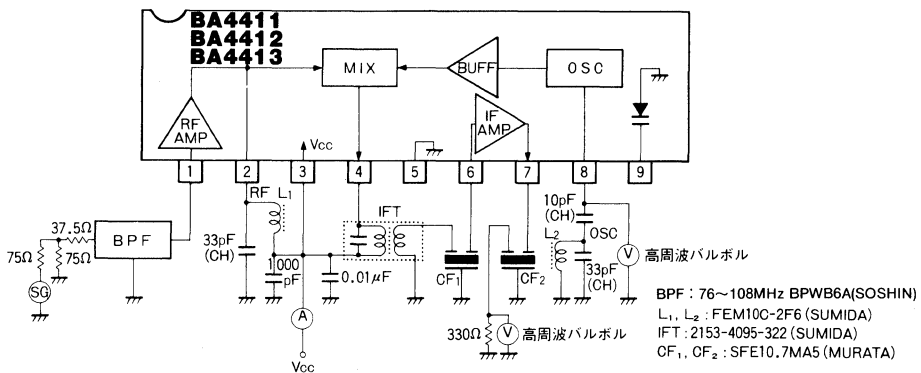 BA4411
BA4412
BA4413
MIX
BUFF
OSC
RF
AMP
IF
AMP
Vcc
1
2
3
4
5
6
7
8
9
RF
L₁
IFT
10pF
(CH)
OSC
L₂
37.5Ω
BPF
75Ω
75Ω
SG
33pF
(CH)
1 000
pF
0.01μF
CF₁
CF₂
33pF
(CH)
V
高周波バルボル
A
Vcc
330Ω
V
高周波バルボル
BPF : 76～108MHz BPWB6A(SOSHIN)
L₁, L₂ : FEM10C-2F6 (SUMIDA)
IFT : 2153-4095-322 (SUMIDA)
CF₁, CF₂ : SFE10.7MA5 (MURATA)